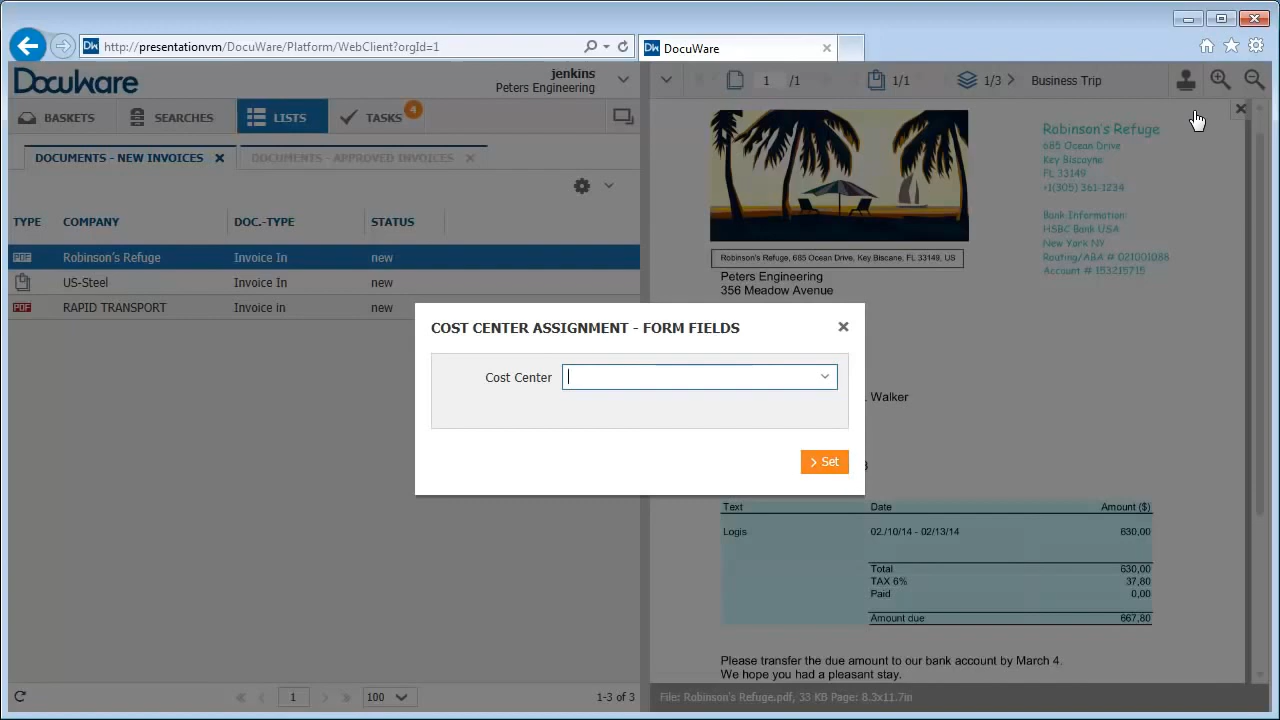 http://presentationvm/DocuWare/Platform/WebClient?orgId=1
DW DocuWare
DocuWare
jenkins
Peters Engineering
BASKETS
SEARCHES
LISTS
TASKS
4
DOCUMENTS - NEW INVOICES
DOCUMENTS - APPROVED INVOICES
TYPE COMPANY DOC.-TYPE STATUS
PDF Robinson's Refuge Invoice In new
US-Steel Invoice In new
PDF RAPID TRANSPORT Invoice in new
1
100
1-3 of 3
1 /1
1/1
1/3
Business Trip
Robinson's Refuge
685 Ocean Drive
Key Biscayne
FL 33149
+1(305) 361-1234
Bank Information:
HSBC Bank USA
New York NY
Routing/ABA # 021001088
Account # 153215715
Robinson's Refuge, 685 Ocean Drive, Key Biscane, FL 33149, US
Peters Engineering
356 Meadow Avenue
COST CENTER ASSIGNMENT - FORM FIELDS
Cost Center
Set
Walker
Text Date Amount ($)
Logis 02./10/14 - 02/13/14 630,00
Total 630,00
TAX 6% 37,80
Paid 0,00
Amount due 667,80
Please transfer the due amount to our bank account by March 4.
We hope you had a pleasant stay.
File: Robinson's Refuge.pdf, 33 KB Page: 8.3x11.7in